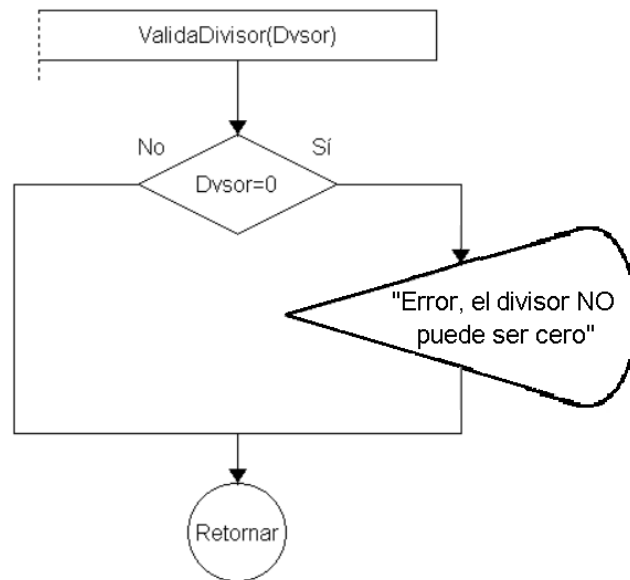 ValidaDivisor(Dvsor)
No
Sí
Dvsor=0
"Error, el divisor NO
puede ser cero"
Retornar